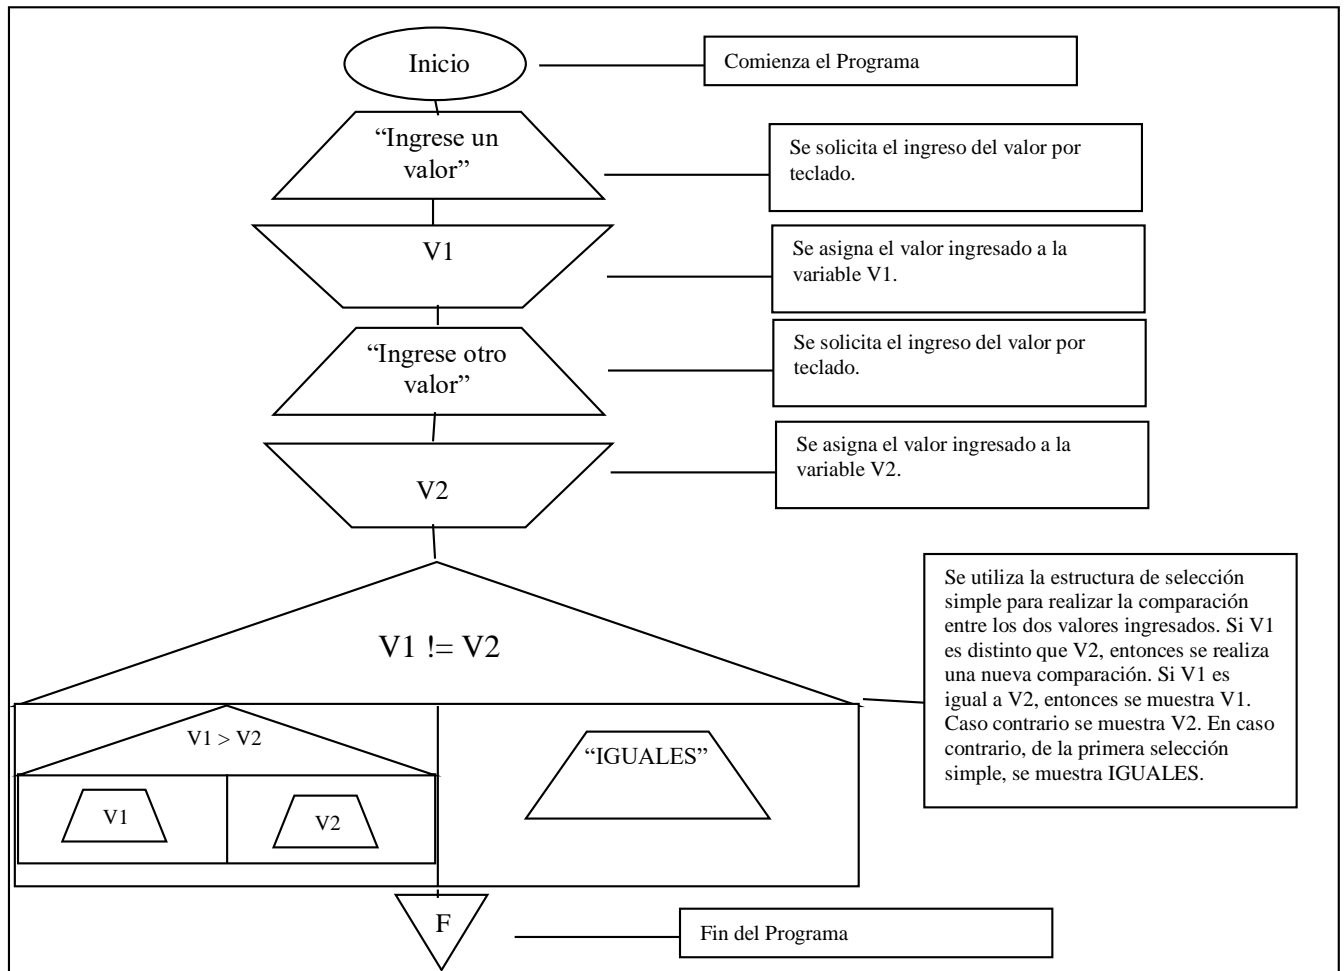 Inicio
Comienza el Programa
“Ingrese un
valor”
Se solicita el ingreso del valor por
teclado.
V1
Se asigna el valor ingresado a la
variable V1.
“Ingrese otro
valor”
Se solicita el ingreso del valor por
teclado.
V2
Se asigna el valor ingresado a la
variable V2.
V1 != V2
Se utiliza la estructura de selección
simple para realizar la comparación
entre los dos valores ingresados. Si V1
es distinto que V2, entonces se realiza
una nueva comparación. Si V1 es
igual a V2, entonces se muestra V1.
Caso contrario se muestra V2. En caso
contrario, de la primera selección
simple, se muestra IGUALES.
V1 > V2
“IGUALES”
V1
V2
F
Fin del Programa